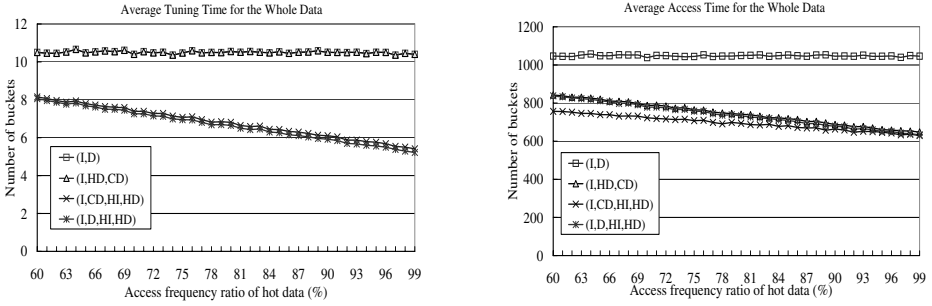 Average Tuning Time for the Whole Data
12
10
8
6
4
2
0
Number of buckets
(I,D)
(I,HD,CD)
(I,CD,HI,HD)
(I,D,HI,HD)
60 63 66 69 72 75 78 81 84 87 90 93 96 99
Access frequency ratio of hot data (%)
Average Access Time for the Whole Data
1200
1000
800
600
400
200
0
Number of buckets
(I,D)
(I,HD,CD)
(I,CD,HI,HD)
(I,D,HI,HD)
60 63 66 69 72 75 78 81 84 87 90 93 96 99
Access frequency ratio of hot data (%)